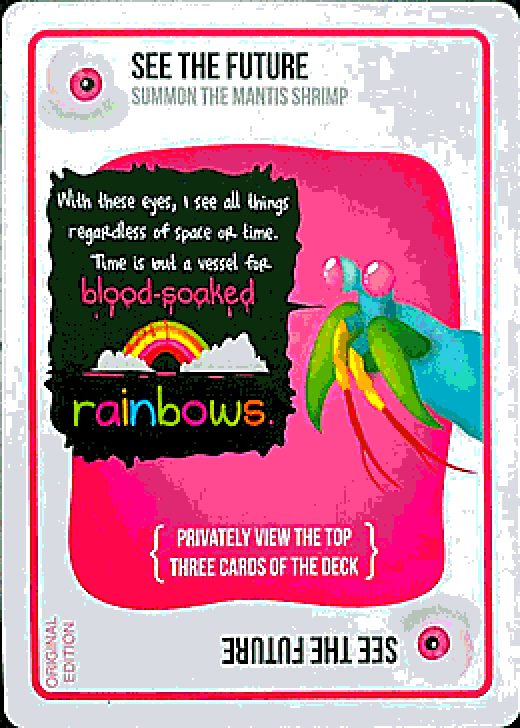 SEE THE FUTURE
SUMMON THE MANTIS SHRIMP
With these eyes, I see all things
regardless of space or time.
Time is but a vessel for
blood-soaked
rainbows.
PRIVATELY VIEW THE TOP
THREE CARDS OF THE DECK
ORIGINAL
EDITION
SEE THE FUTURE